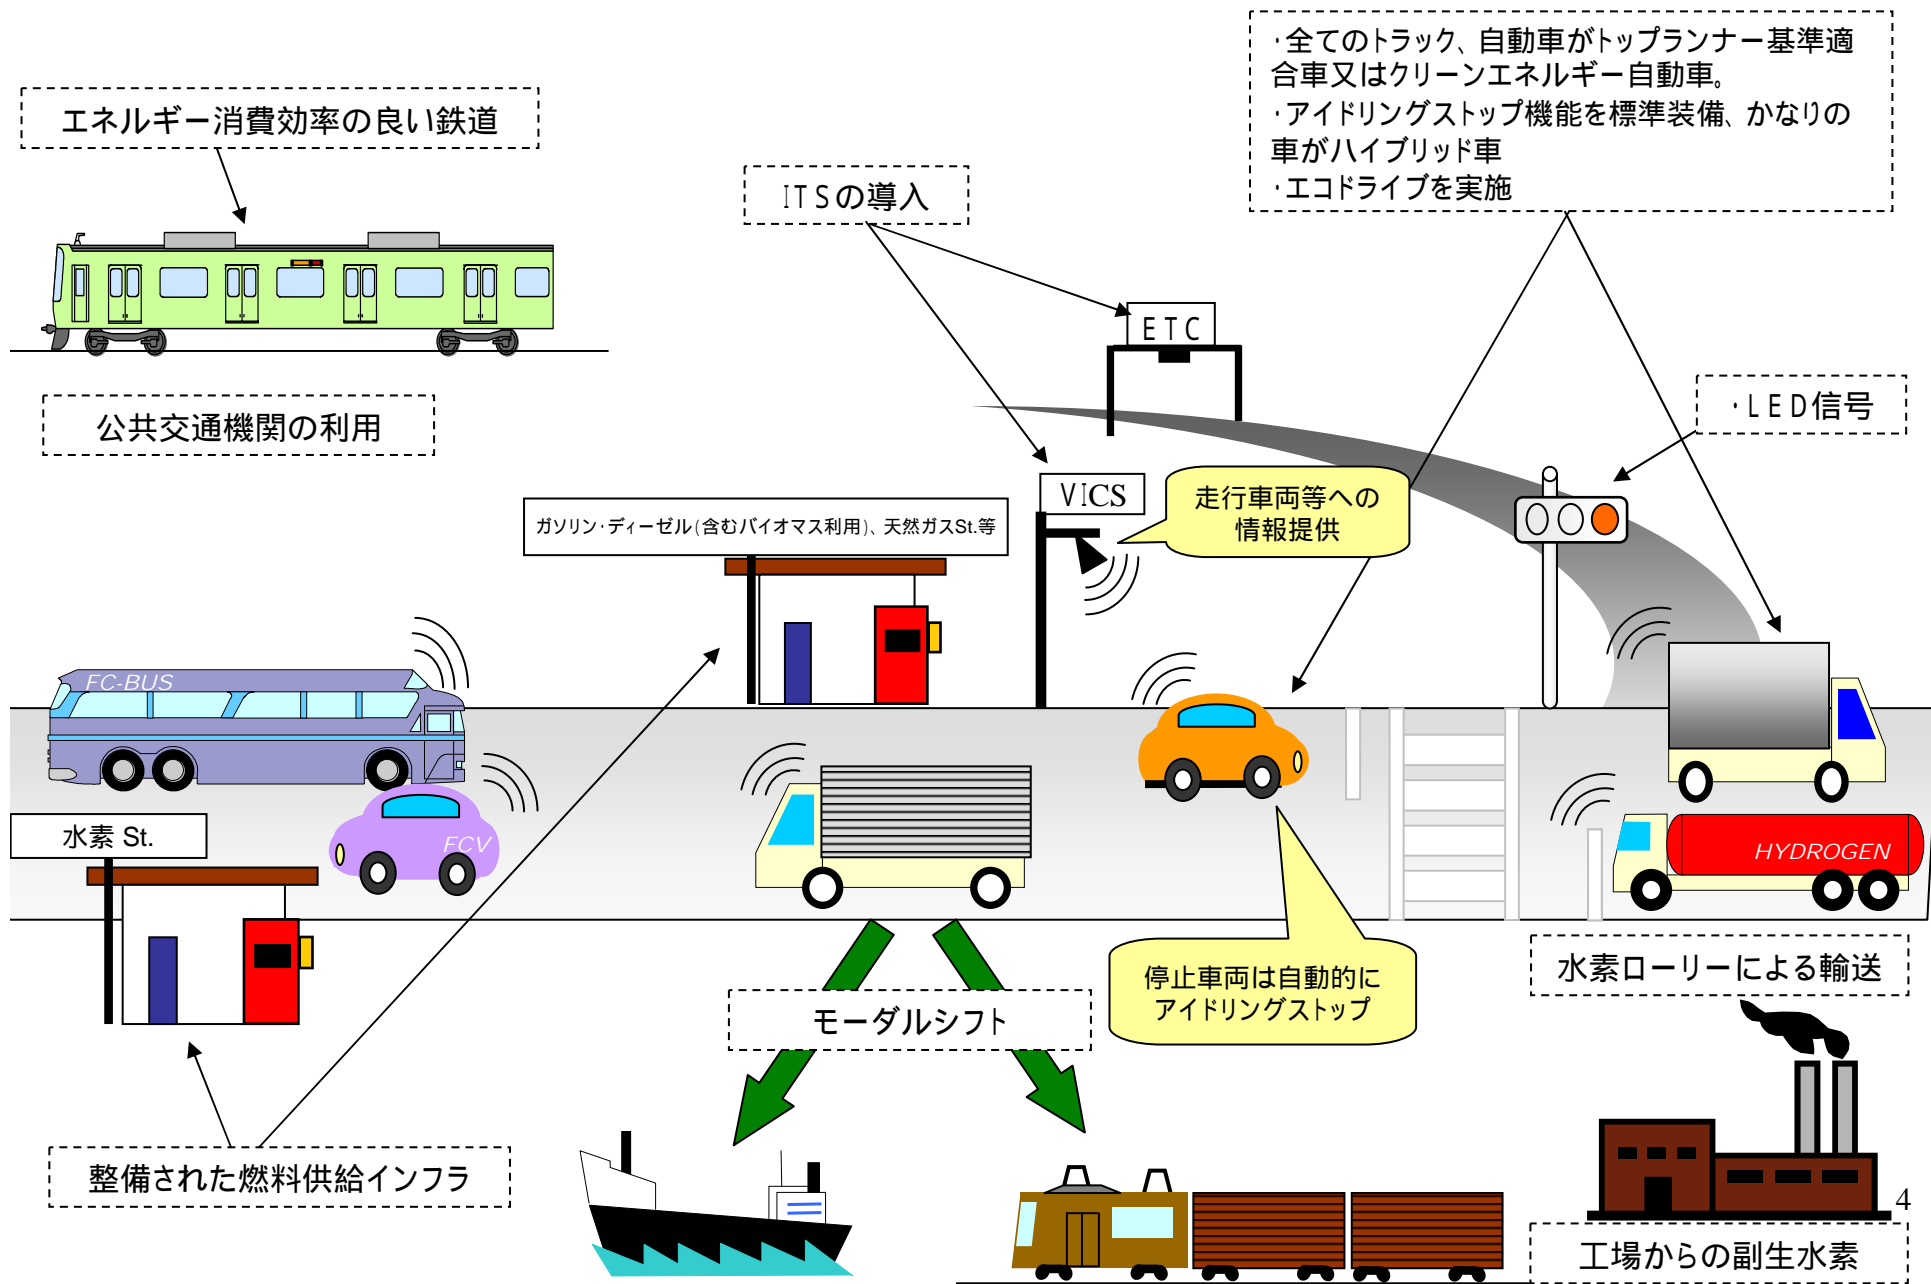 ・全てのトラック、自動車がトップランナー基準適
合車又はクリーンエネルギー自動車。
・アイドリングストップ機能を標準装備、かなりの
車がハイブリッド車
・エコドライブを実施
エネルギー消費効率の良い鉄道
ITSの導入
ETC
公共交通機関の利用
・LED信号
VICS
走行車両等への
情報提供
ガソリン・ディーゼル(含むバイオマス利用)、天然ガスSt.等
FC-BUS
水素 St.
FCV
HYDROGEN
停止車両は自動的に
アイドリングストップ
水素ローリーによる輸送
モーダルシフト
整備された燃料供給インフラ
4
工場からの副生水素